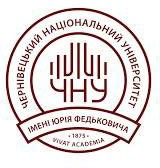 ЧЕРНІВЕЦЬКИЙ НАЦІОНАЛЬНИЙ УНІВЕРСИТЕТ
ЧНУ
ІМЕНІ ЮРІЯ ФЕДЬКОВИЧА
• 1875 •
VIVAT ACADEMIA